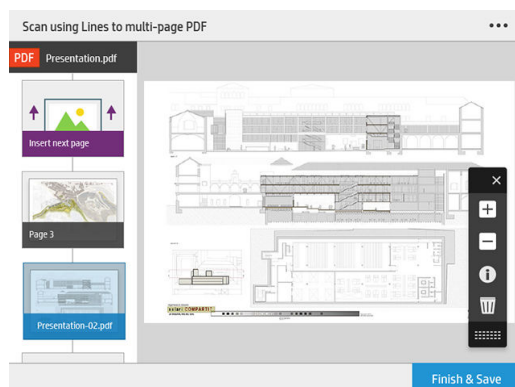 Scan using Lines to multi-page PDF
PDF Presentation.pdf
Insert next page
Page 3
Presentation-02.pdf
Finish & Save